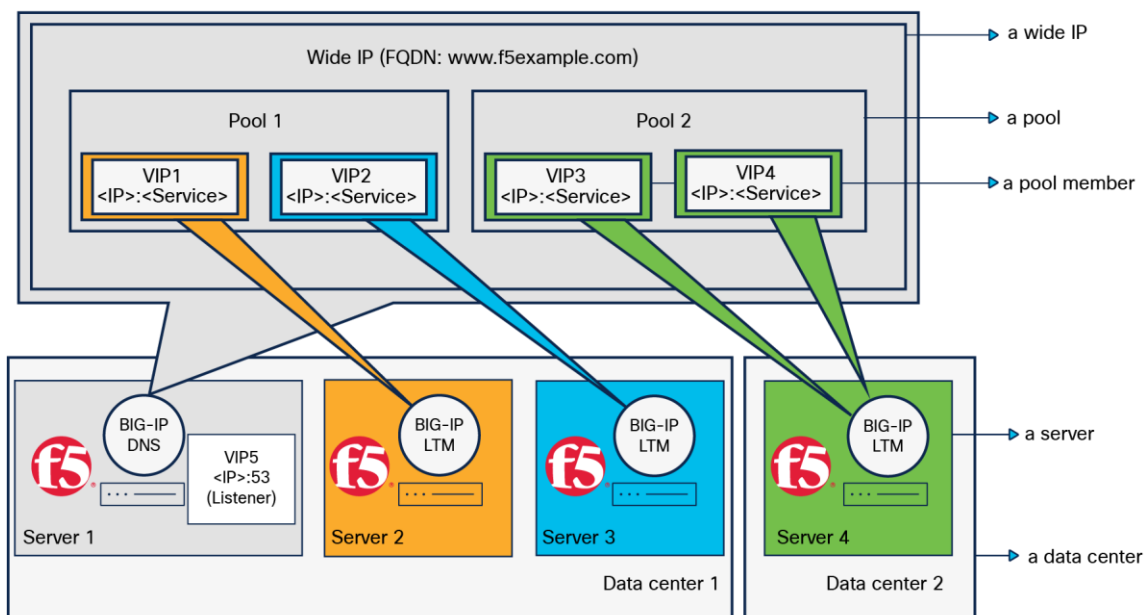 a wide IP
Wide IP (FQDN: www.f5example.com)
Pool 1
Pool 2
a pool
VIP1
<IP>:<Service>
VIP2
<IP>:<Service>
VIP3
<IP>:<Service>
VIP4
<IP>:<Service>
a pool member
BIG-IP
DNS
VIP5
<IP>:53
(Listener)
f5
Server 1
BIG-IP
LTM
f5
Server 2
BIG-IP
LTM
f5
Server 3
BIG-IP
LTM
f5
Server 4
a server
Data center 1
Data center 2
a data center